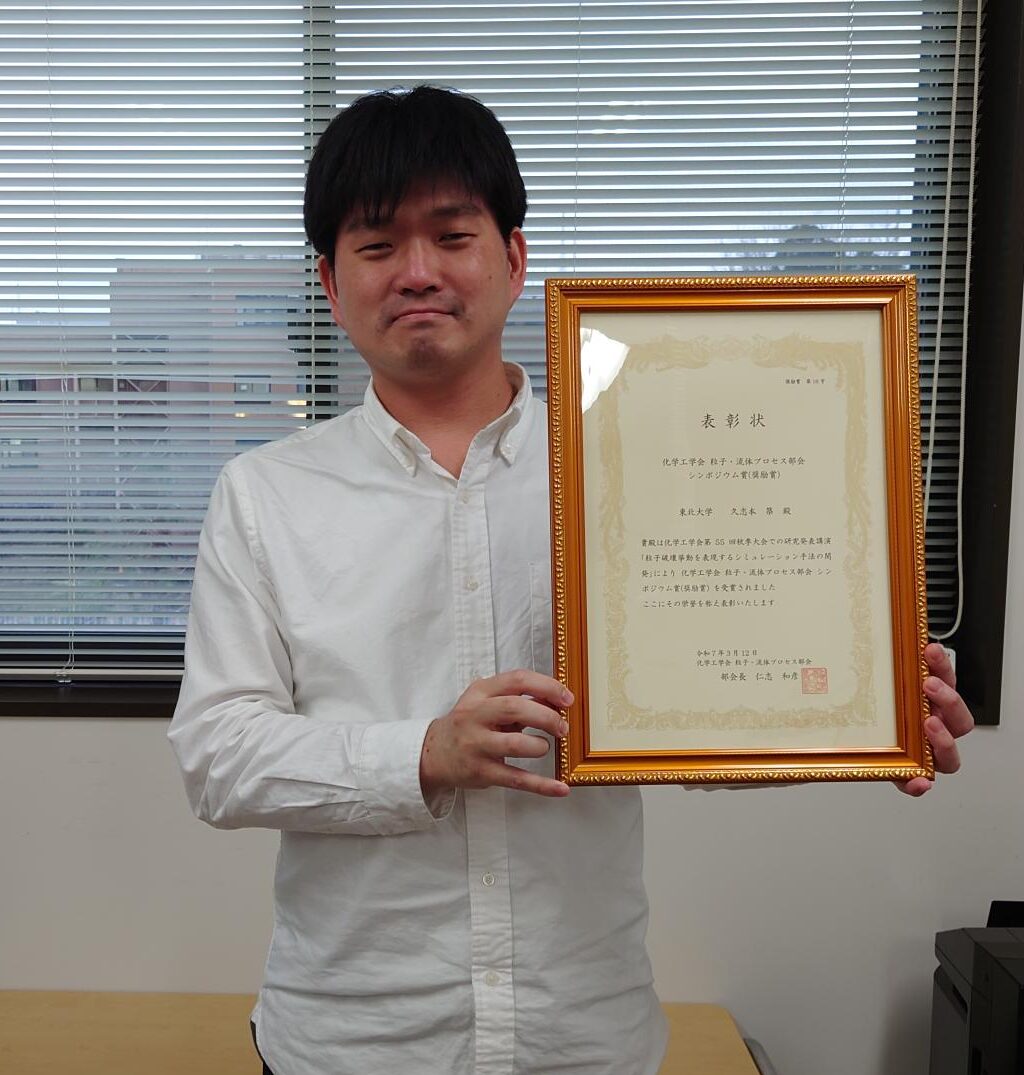 奨励賞 第18号
表彰状
化学工学会 粒子・流体プロセス部会
シンポジウム賞(奨励賞)
東北大学 久志本 築 殿
貴殿は化学工学会第 55 回秋季大会での研究発表講演
「粒子破壊挙動を表現するシミュレーション手法の開
発」により 化学工学会 粒子・流体プロセス部会 シン
ポジウム賞(奨励賞) を受賞されました
ここにその学誉を称え表彰いたします
令和7年3月12日
化学工学会 粒子・流体プロセス部会
部会長 仁志 和彦